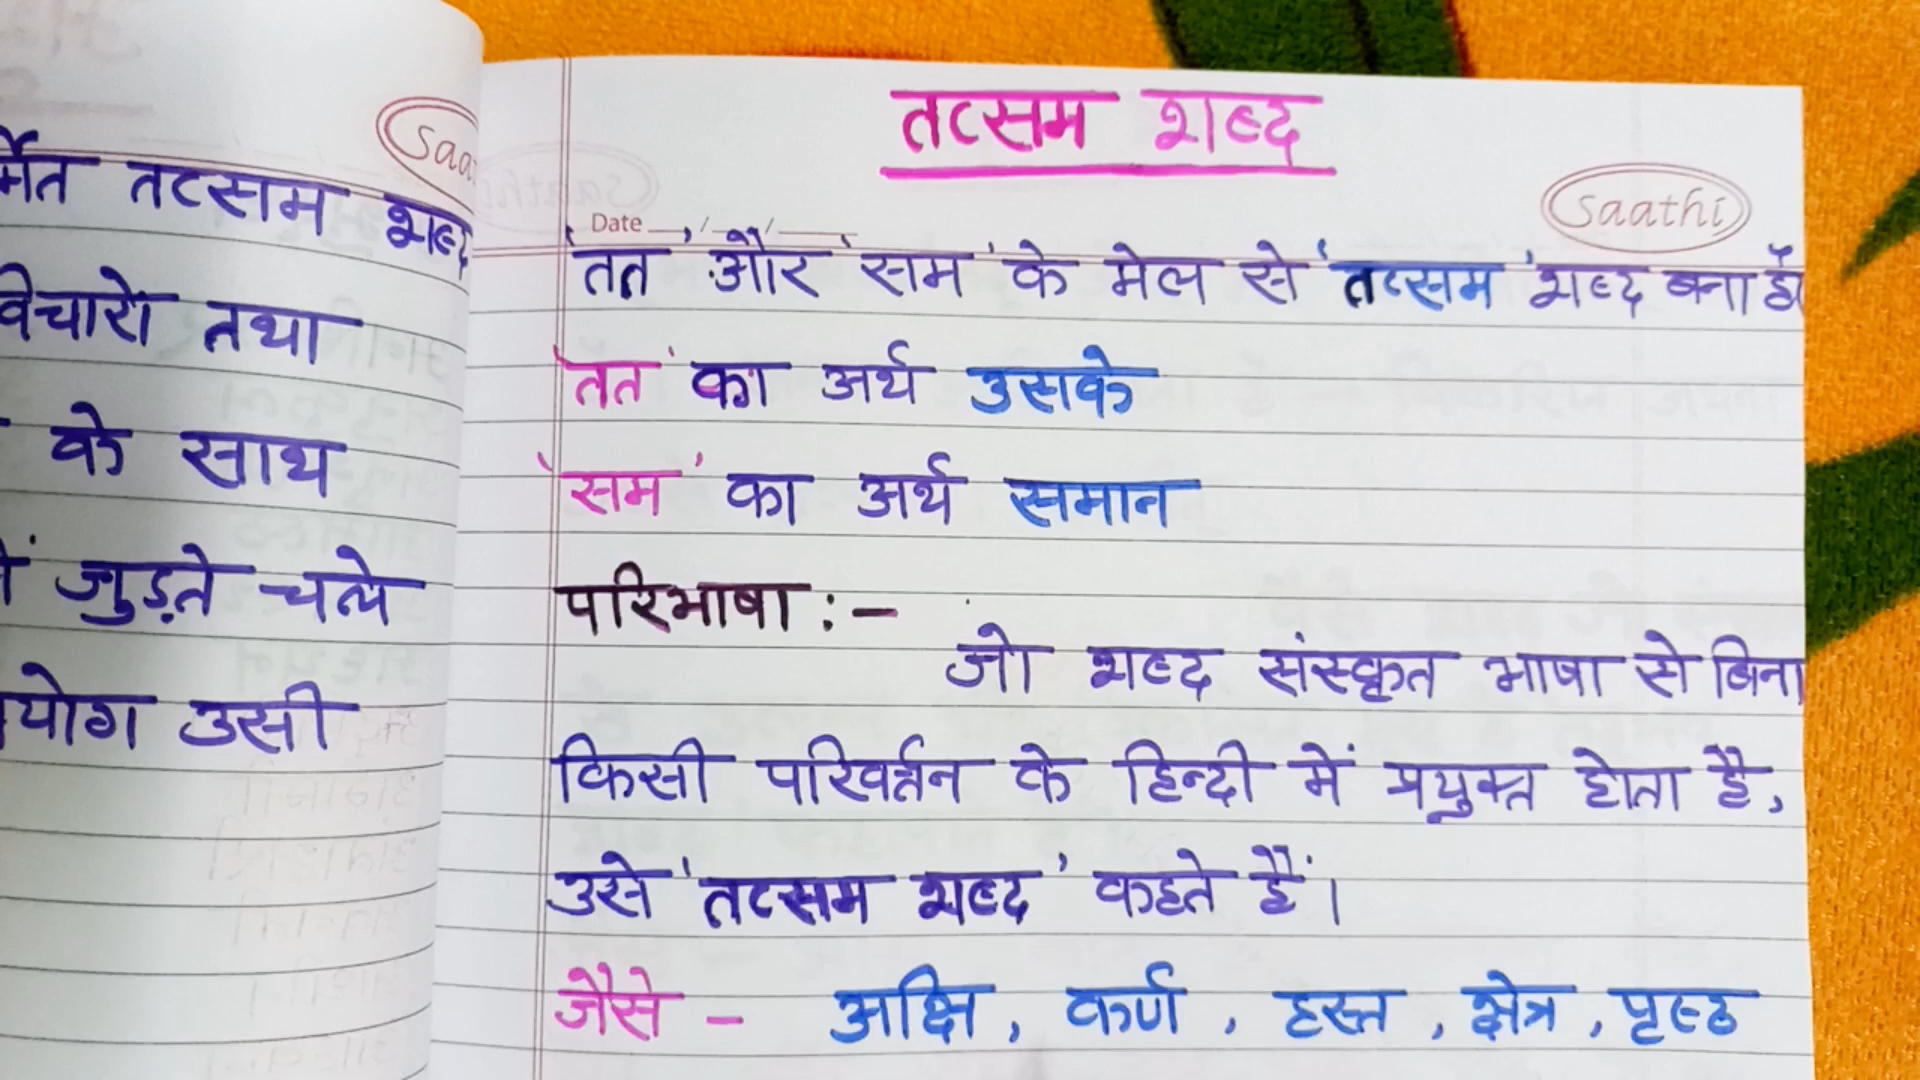 तत्सम शब्द
Saathi
Date
'तत' और 'सम' के मेल से 'तत्सम' शब्द बना है
'तत' का अर्थ उसके
'सम' का अर्थ समान
परिभाषा :-
जो शब्द संस्कृत भाषा से बिना
किसी परिवर्तन के हिन्दी में प्रयुक्त होता है,
उसे 'तत्सम शब्द' कहते हैं।
जैसे - अक्षि, कर्ण, हस्त, क्षेत्र, पृष्ठ
तत्सम शब्द
तथा
के साथ
जुड़ते चले
उसी